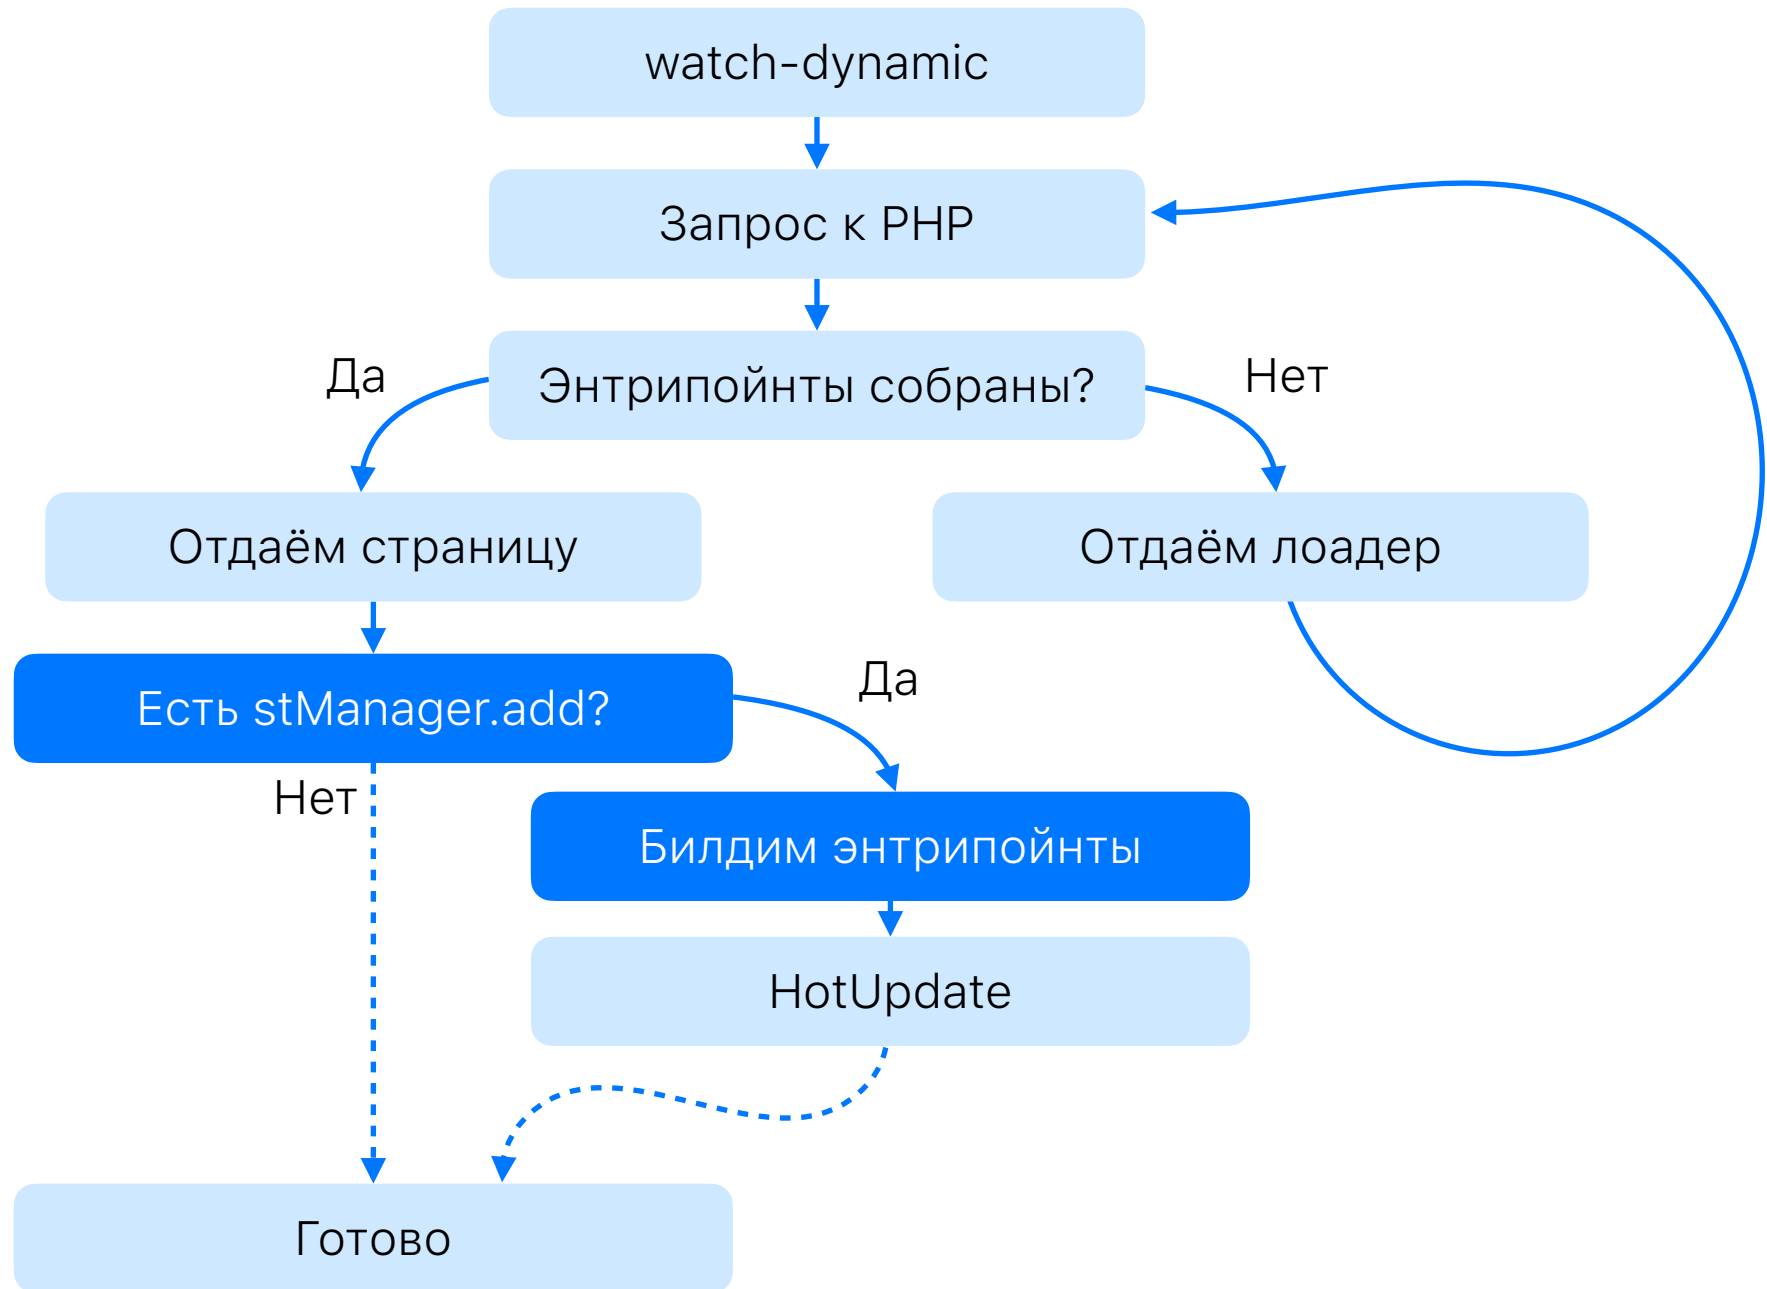 watch-dynamic
Запрос к PHP
Да
Энтрипойнты собраны?
Нет
Отдаём страницу
Отдаём лоадер
Есть stManager.add?
Да
Нет
Билдим энтрипойнты
HotUpdate
Готово